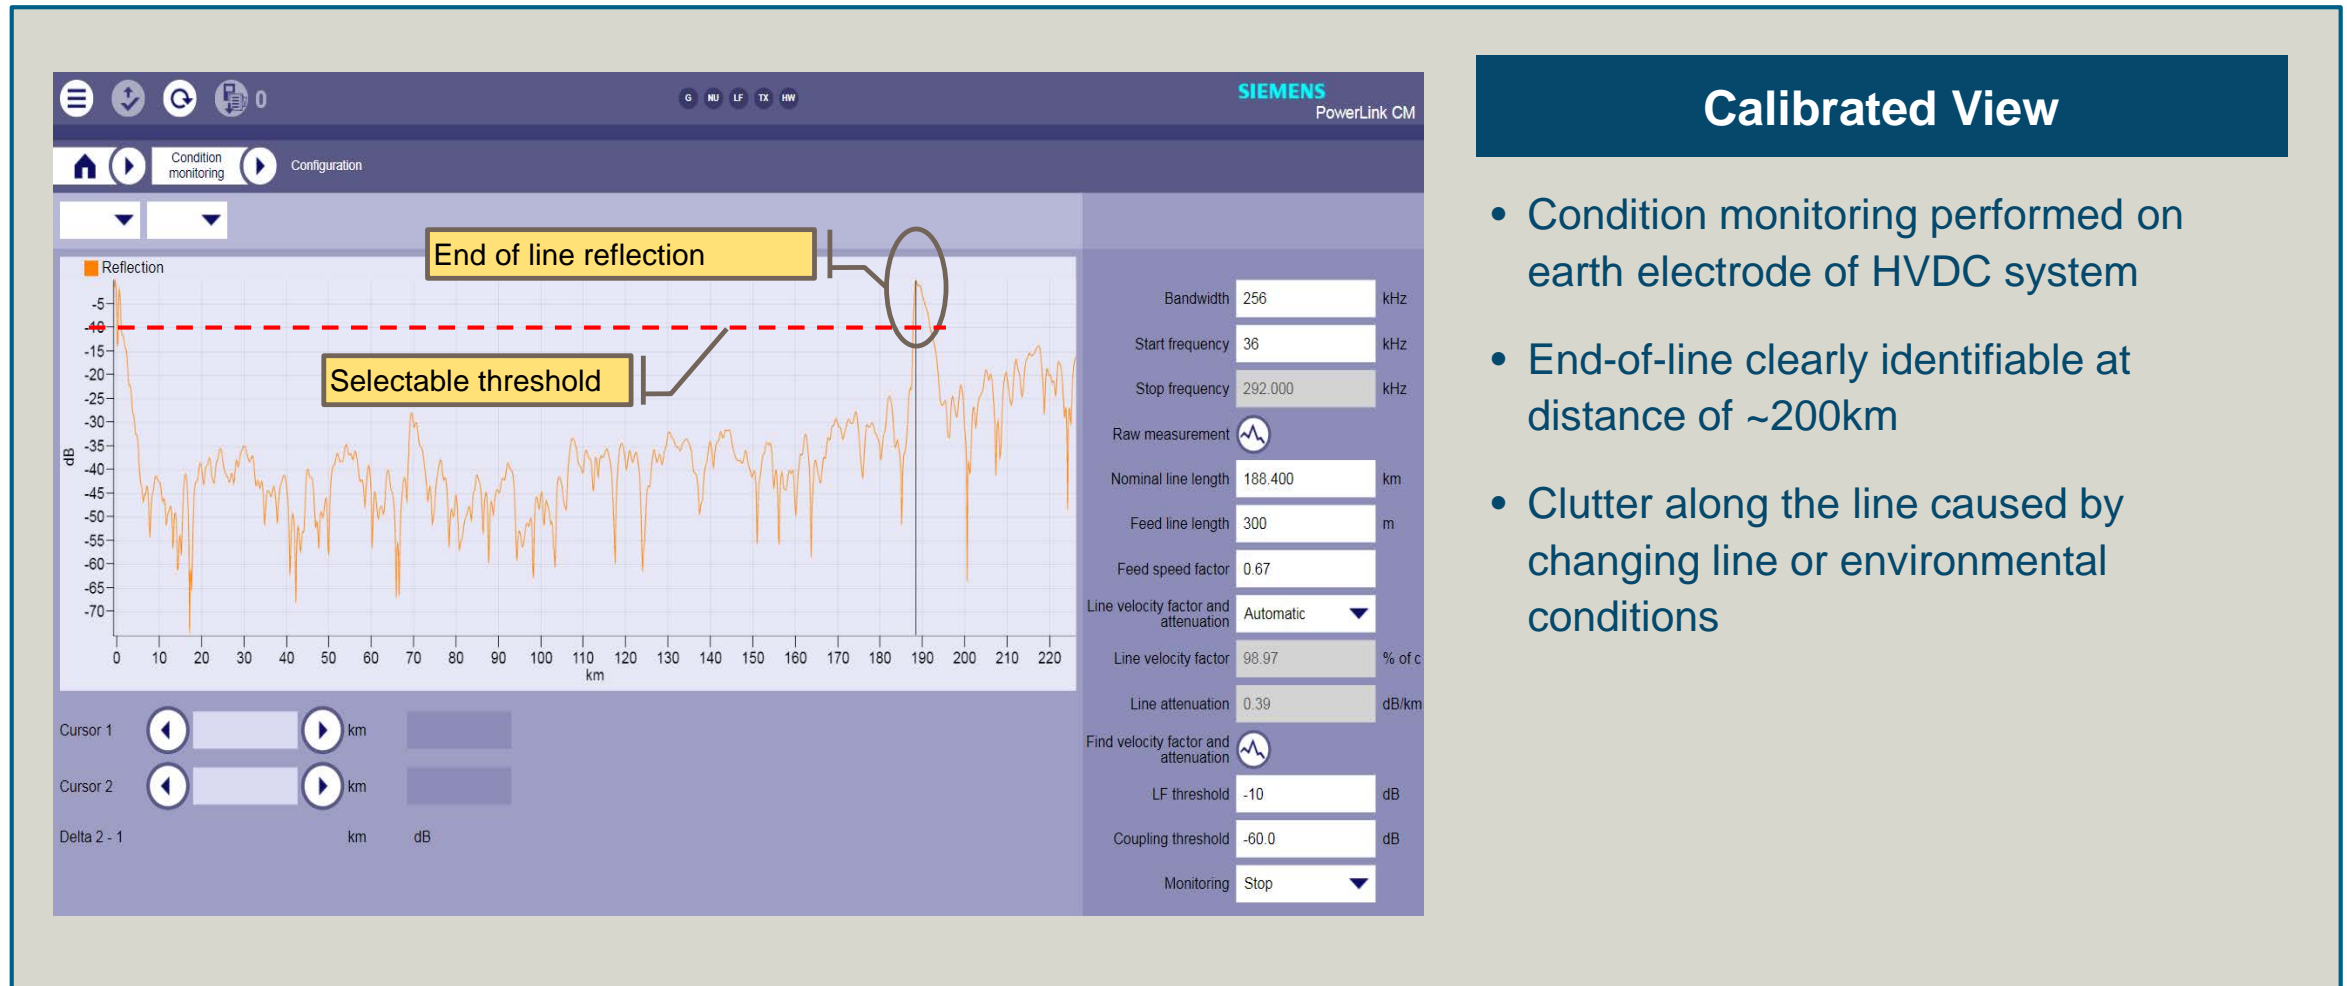 0
G NU LF TX HW
SIEMENS
PowerLink CM
Condition
monitoring
Configuration
Reflection
End of line reflection
Selectable threshold
dB
-5
-10
-15
-20
-25
-30
-35
-40
-45
-50
-55
-60
-65
-70
0 10 20 30 40 50 60 70 80 90 100 110 120 130 140 150 160 170 180 190 200 210 220
km
Cursor 1 km
Cursor 2 km
Delta 2 - 1 km dB
Bandwidth 256 kHz
Start frequency 36 kHz
Stop frequency 292.000 kHz
Raw measurement
Nominal line length 188.400 km
Feed line length 300 m
Feed speed factor 0.67
Line velocity factor and
attenuation Automatic
Line velocity factor 98.97 % of c
Line attenuation 0.39 dB/km
Find velocity factor and
attenuation
LF threshold -10 dB
Coupling threshold -60.0 dB
Monitoring Stop
Calibrated View
• Condition monitoring performed on
earth electrode of HVDC system
• End-of-line clearly identifiable at
distance of ~200km
• Clutter along the line caused by
changing line or environmental
conditions